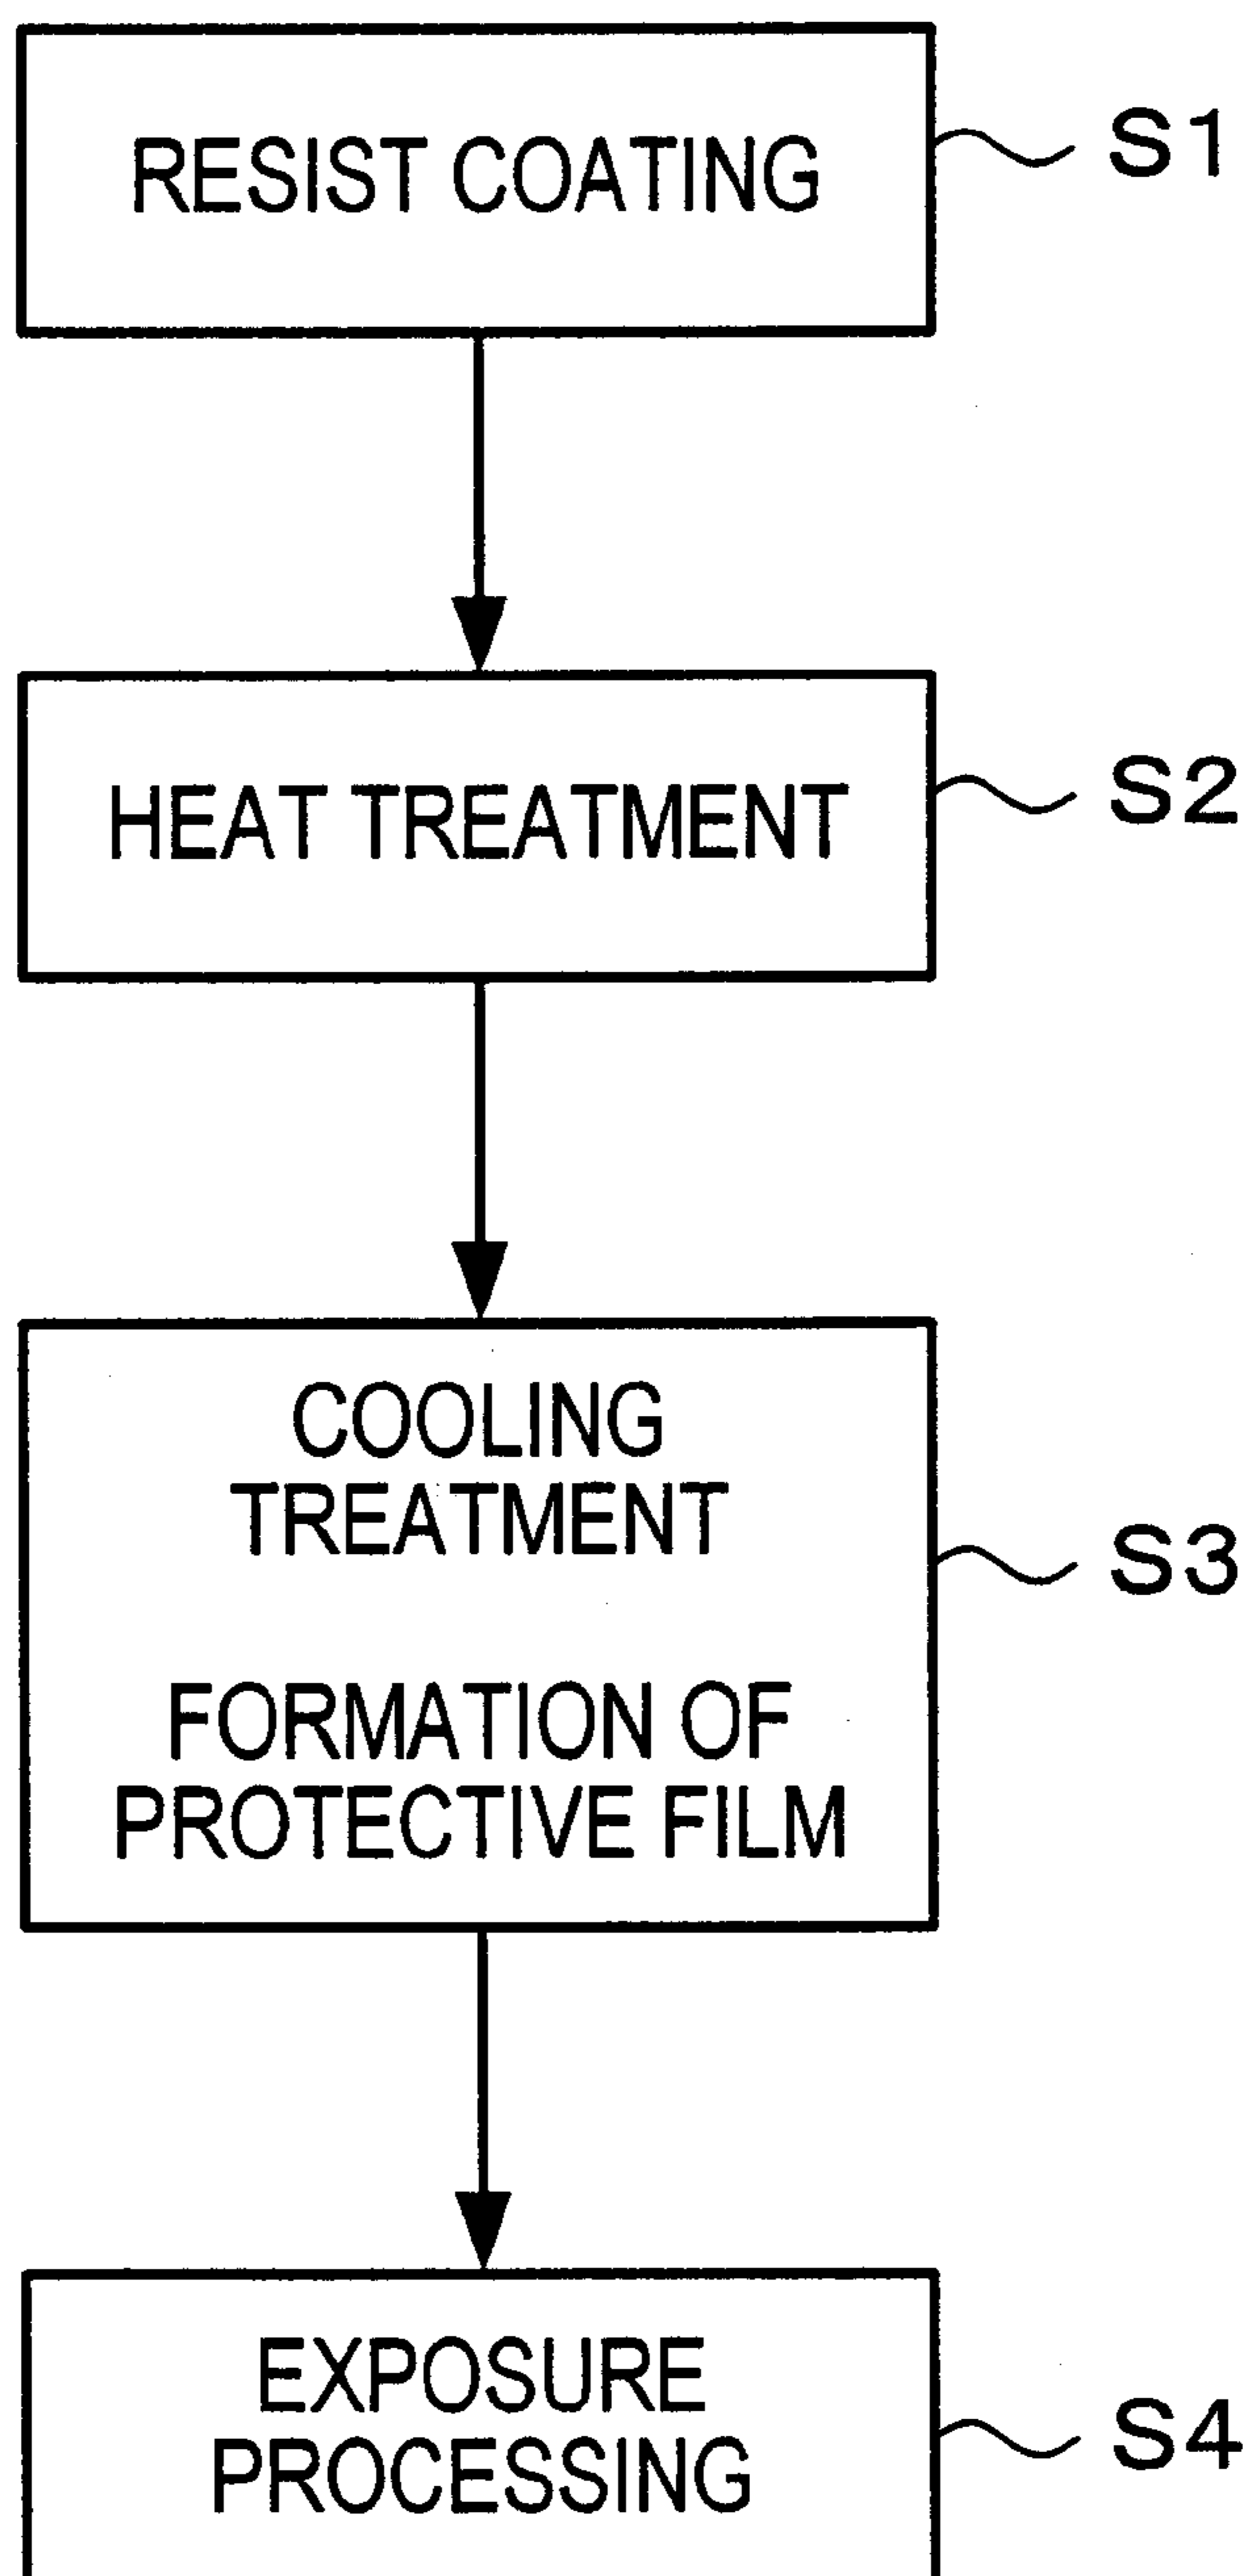 RESIST COATING
S1
HEAT TREATMENT
S2
COOLING
TREATMENT
FORMATION OF
PROTECTIVE FILM
S3
EXPOSURE
PROCESSING
S4